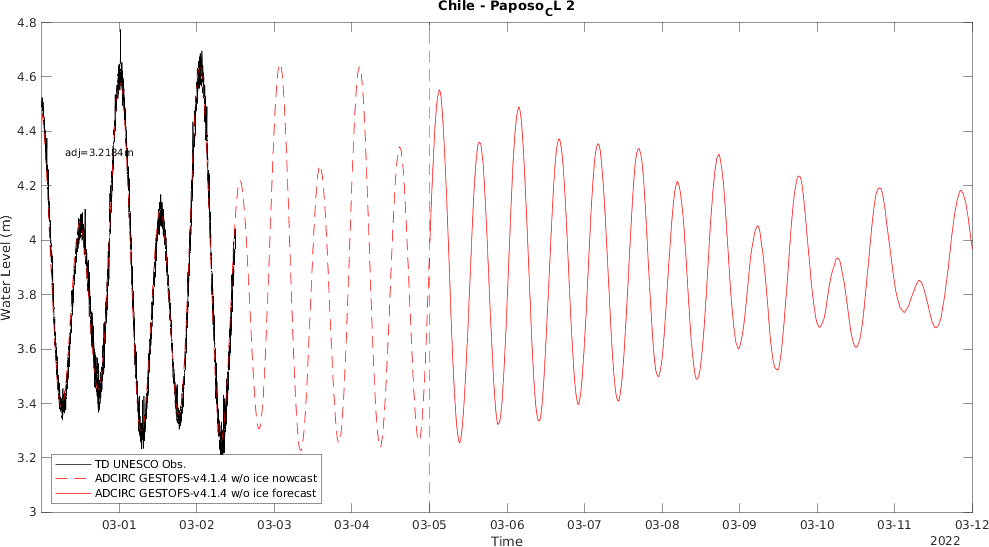 Chile - Paposo_CL 2
4.8
4.6
4.4
4.2
4
3.8
3.6
3.4
3.2
3
Water Level (m)
adj=3.2184m
TD UNESCO Obs.
ADCIRC GESTOFS-v4.1.4 w/o ice nowcast
ADCIRC GESTOFS-v4.1.4 w/o ice forecast
03-01 03-02 03-03 03-04 03-05 03-06 03-07 03-08 03-09 03-10 03-11 03-12
Time
2022